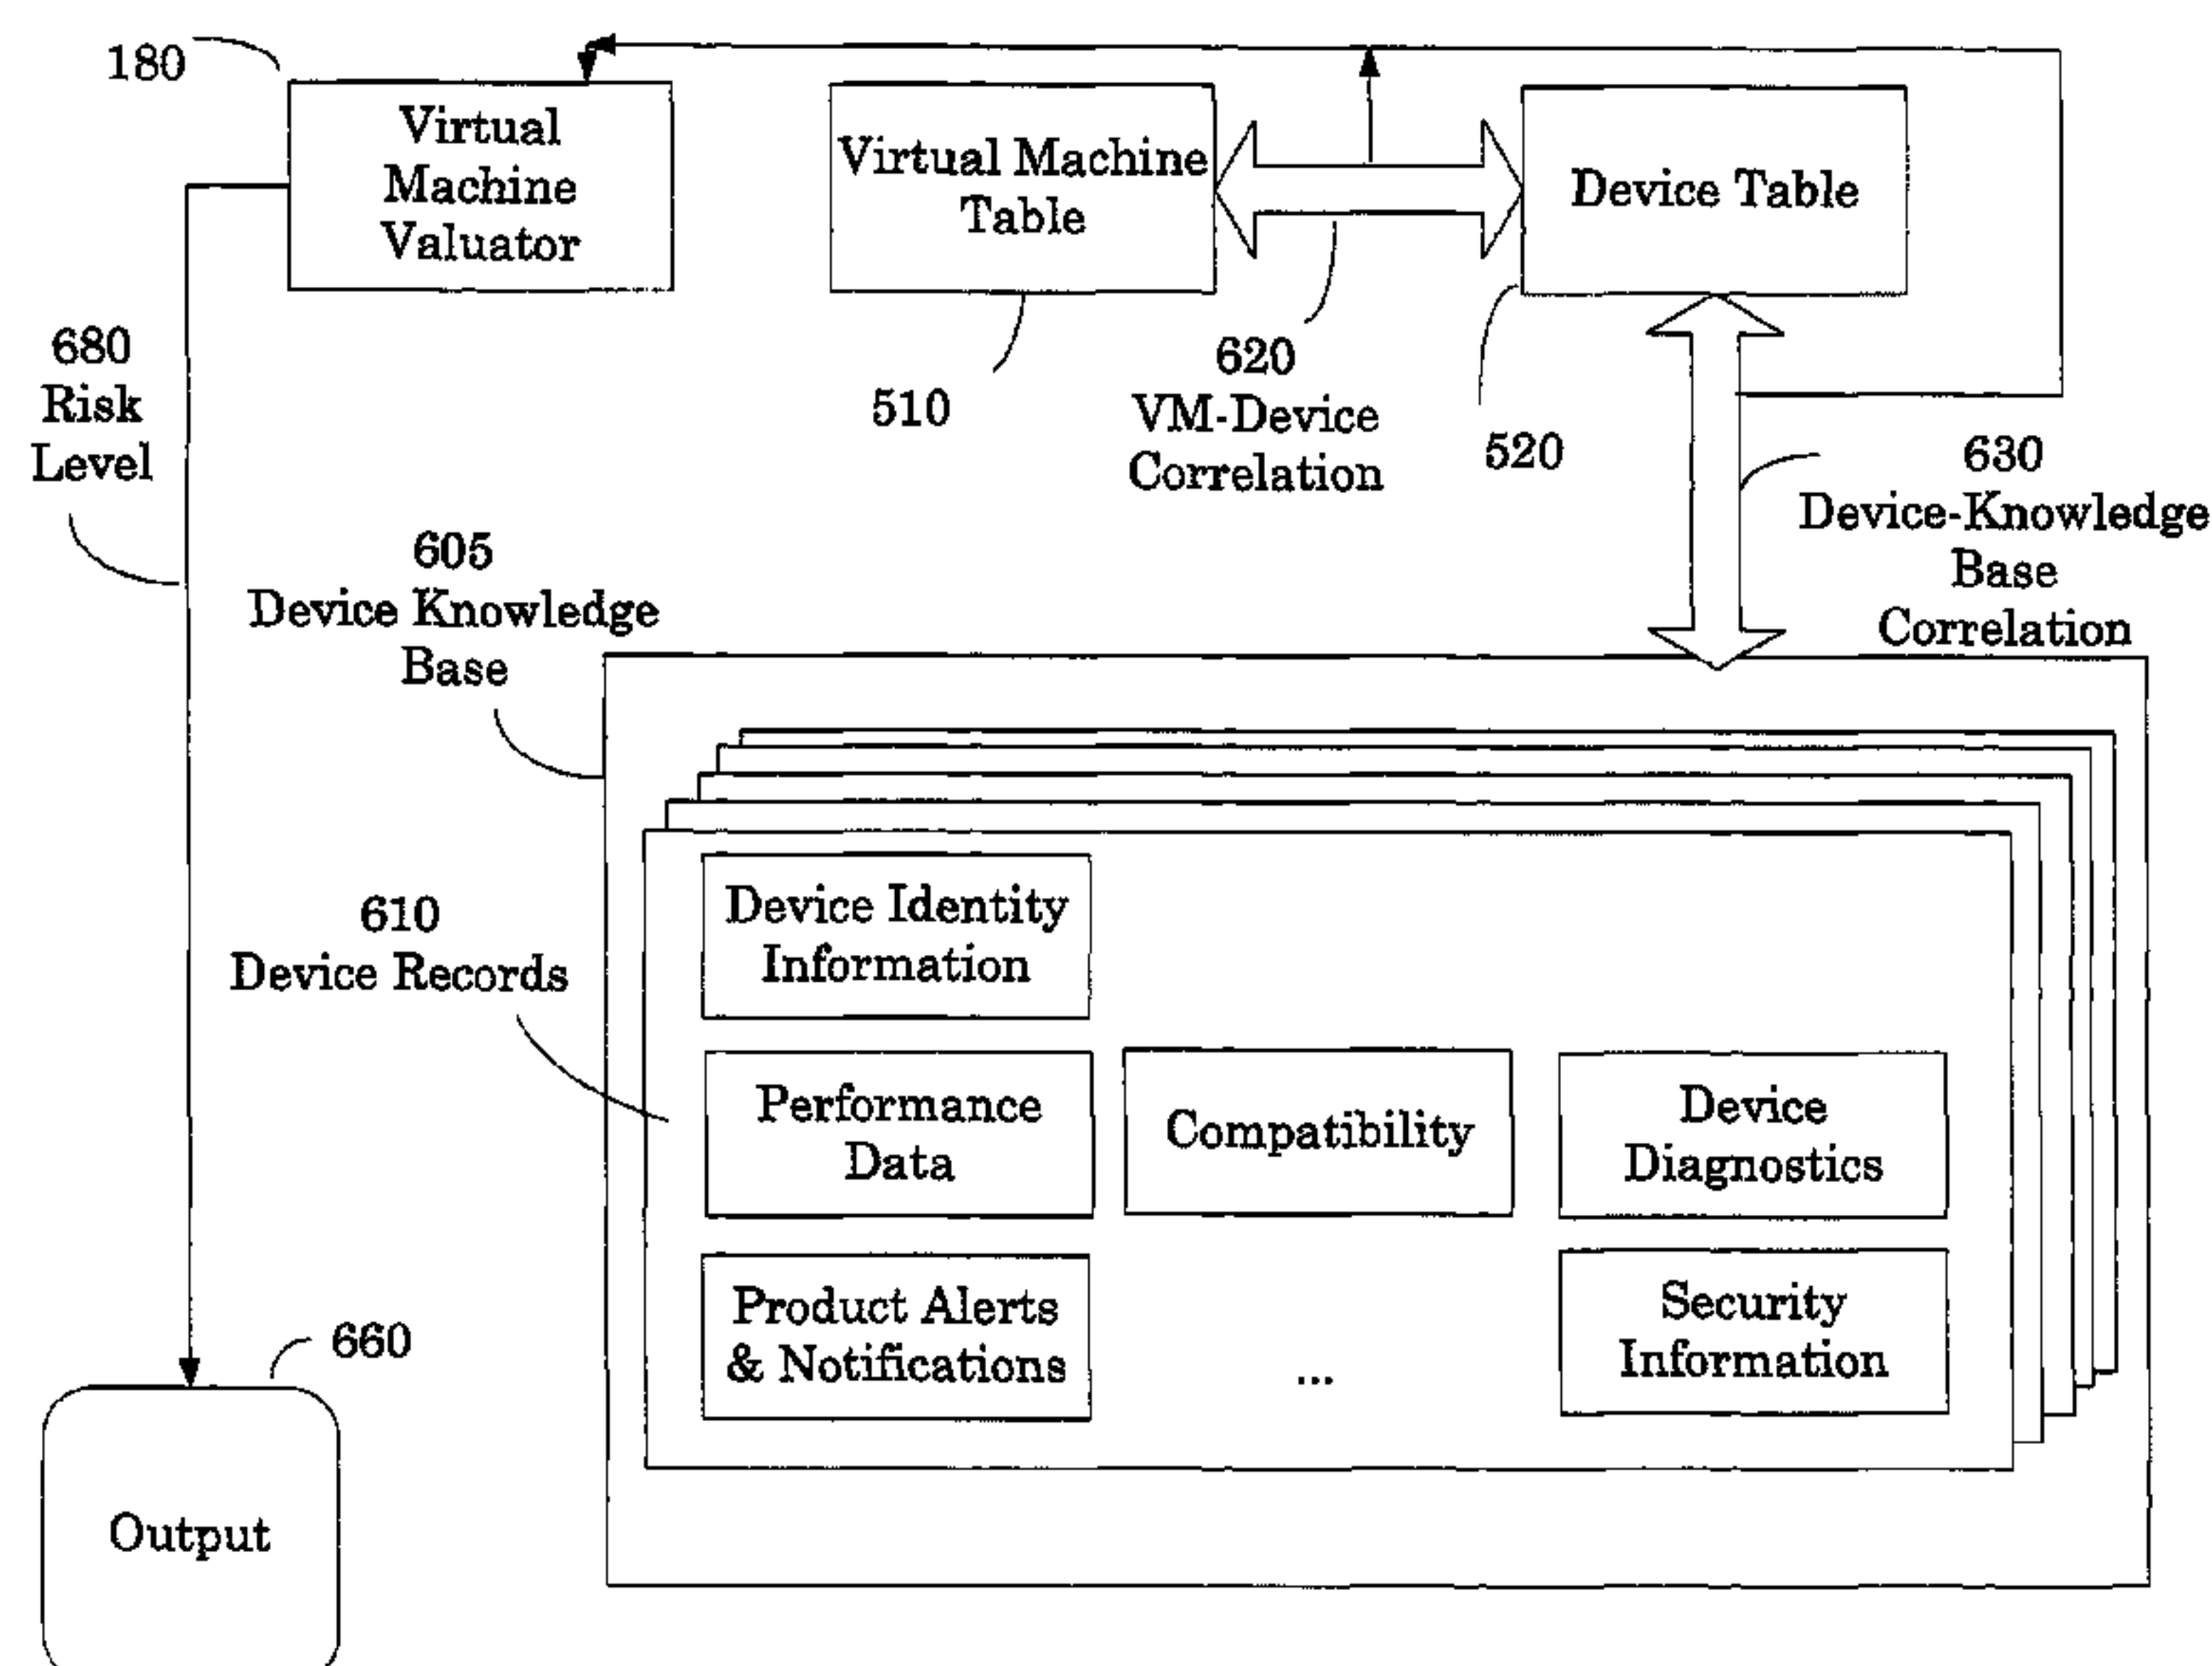 180
Virtual
Machine
Valuator
Virtual Machine
Table
Device Table
680
Risk
Level
510
620
VM-Device
Correlation
520
630
Device-Knowledge
Base
Correlation
605
Device Knowledge
Base
610
Device Records
Device Identity
Information
Performance
Data
Compatibility
Device
Diagnostics
Product Alerts
& Notifications
...
Security
Information
660
Output